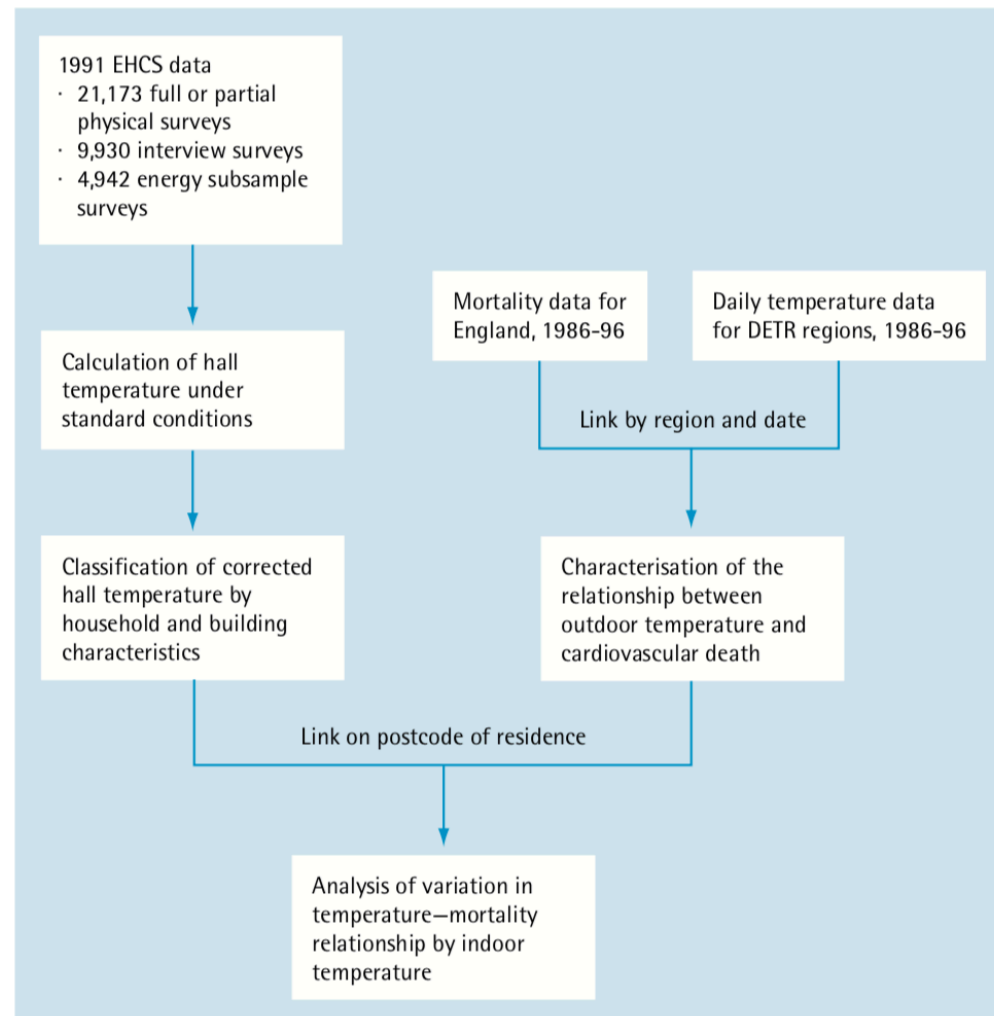 1991 EHCS data
· 21,173 full or partial
physical surveys
· 9,930 interview surveys
· 4,942 energy subsample
surveys
Mortality data for
England, 1986-96
Daily temperature data
for DETR regions, 1986-96
Calculation of hall
temperature under
standard conditions
Link by region and date
Classification of corrected
hall temperature by
household and building
characteristics
Characterisation of the
relationship between
outdoor temperature and
cardiovascular death
Link on postcode of residence
Analysis of variation in
temperature—mortality
relationship by indoor
temperature